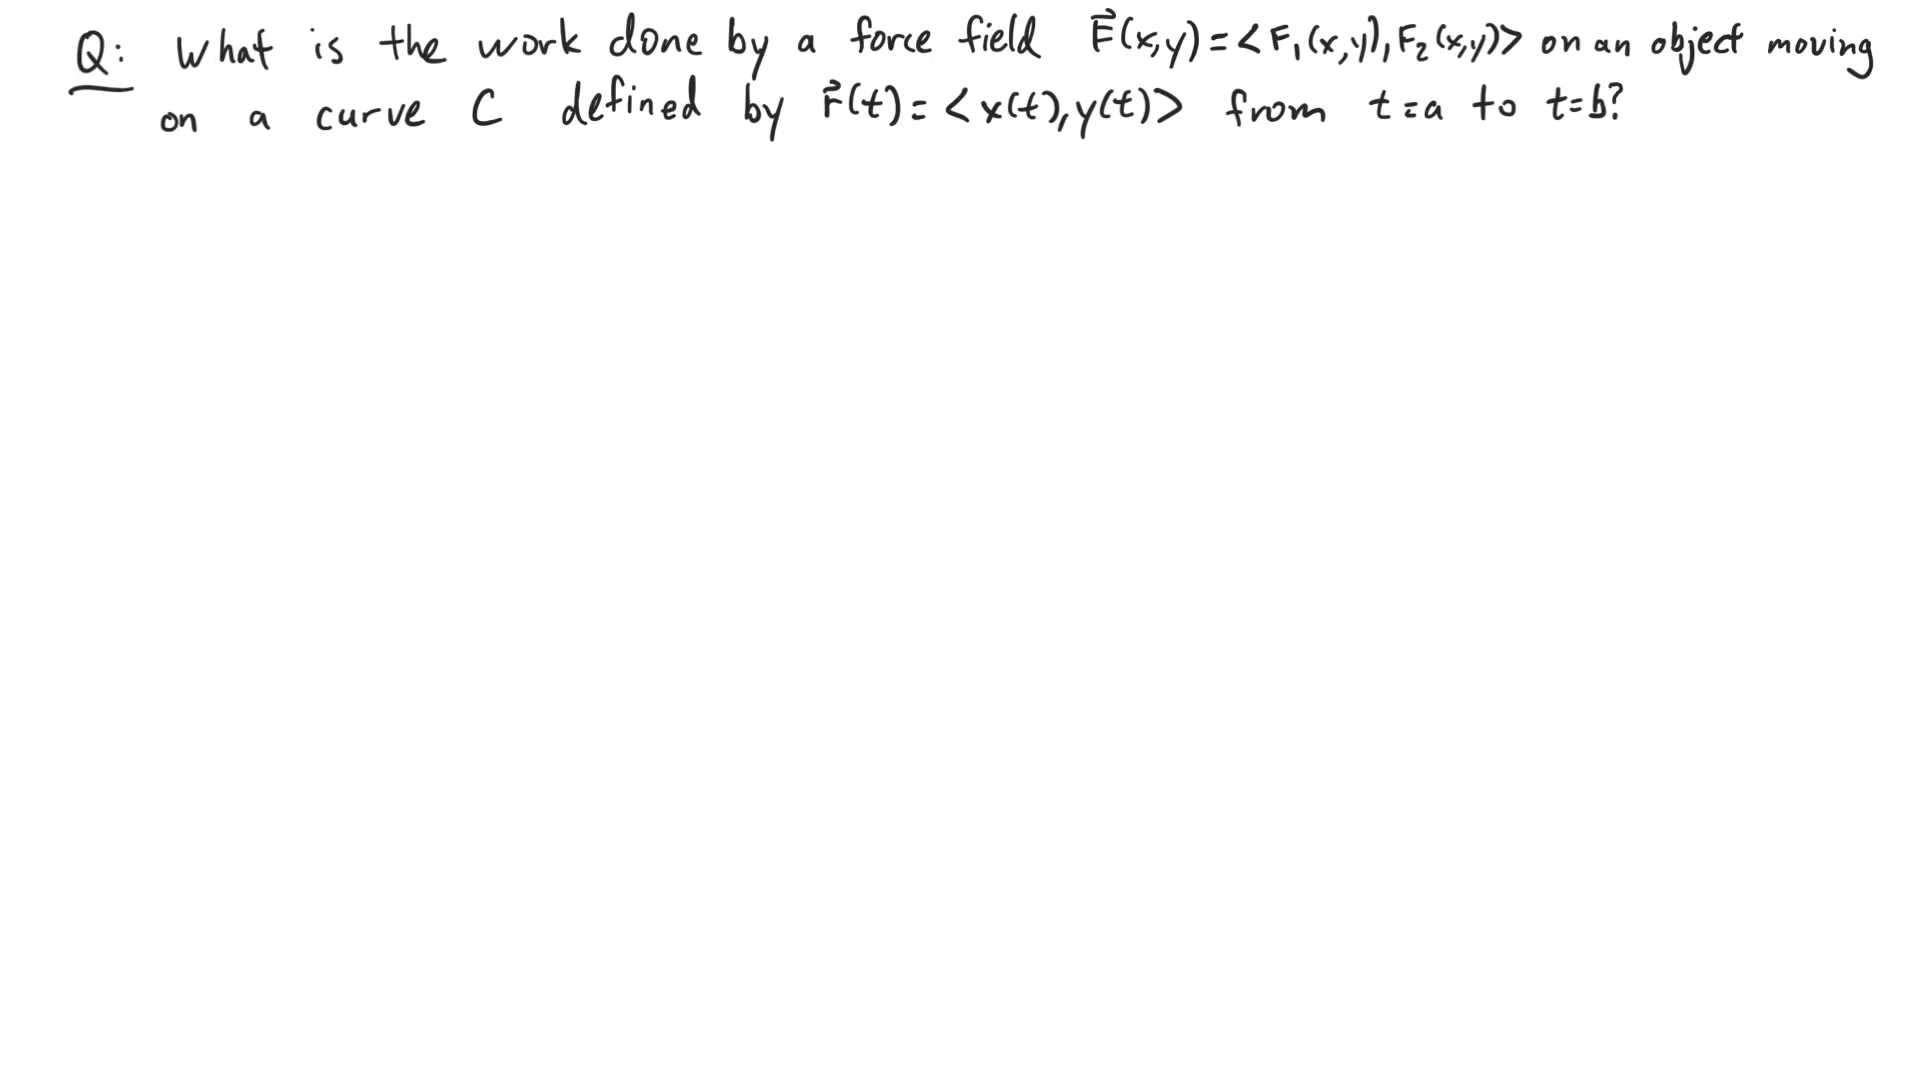 Q: What is the work done by a force field F⃗(x,y)=<F₁(x,y),F₂(x,y)> on an object moving
on a curve C defined by r⃗(t)=<x(t),y(t)> from t=a to t=b?